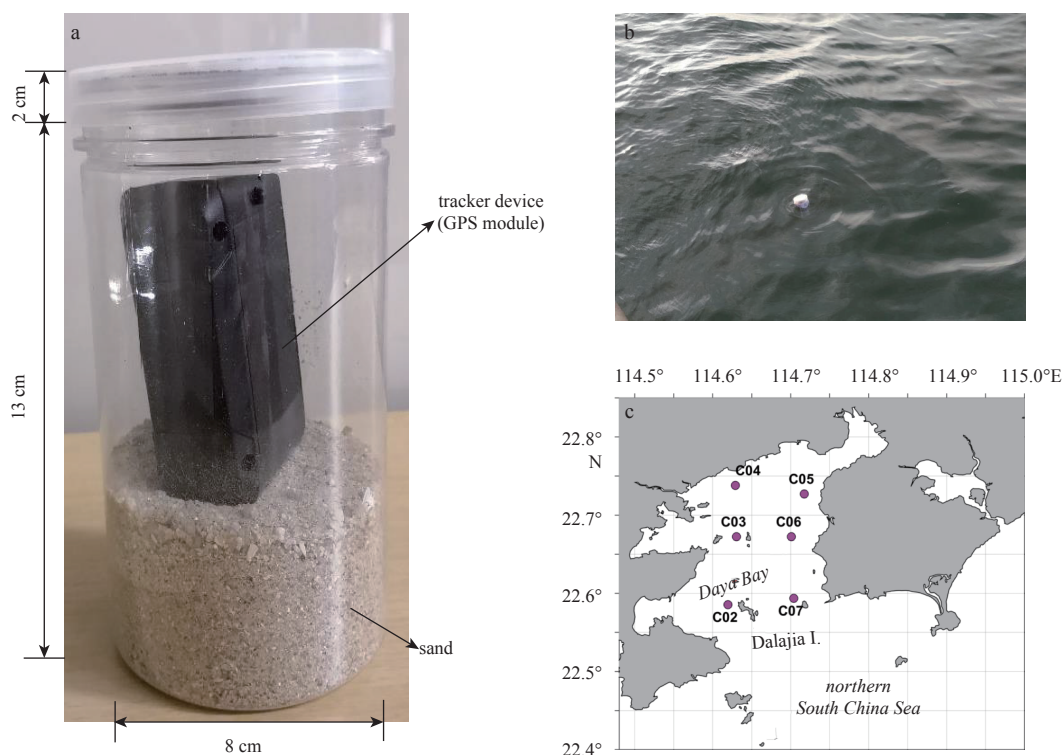 a
2 cm
13 cm
tracker device
(GPS module)
sand
8 cm
b
114.5° 114.6° 114.7° 114.8° 114.9° 115.0°E
c
22.8°
N
22.7°
22.6°
22.5°
22.4°
C04
C05
C03
C06
Daya Bay
C02
C07
Dalajia I.
northern
South China Sea